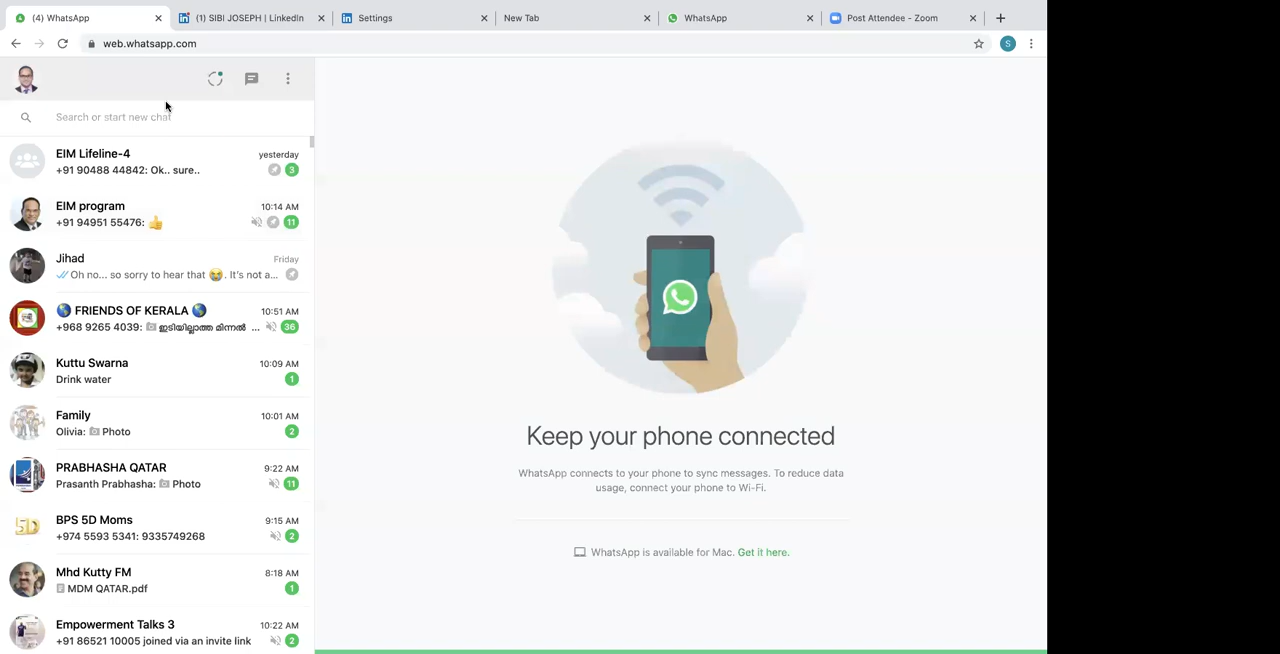 (4) WhatsApp
(1) SIBI JOSEPH | LinkedIn
Settings
New Tab
WhatsApp
Post Attendee - Zoom
web.whatsapp.com
S
Search or start new chat
EIM Lifeline-4
yesterday
+91 90488 44842: Ok.. sure..
3
EIM program
10:14 AM
+91 94951 55476: 👍
11
Jihad
Friday
Oh no... so sorry to hear that 😭. It's not a...
🌎 FRIENDS OF KERALA 🌎
10:51 AM
+968 9265 4039: ഇടിയില്ലാത്ത മിന്നൽ ...
36
Kuttu Swarna
10:09 AM
Drink water
1
Family
10:01 AM
Olivia: Photo
2
PRABHASHA QATAR
9:22 AM
Prasanth Prabhasha: Photo
11
BPS 5D Moms
9:15 AM
5D
+974 5593 5341: 9335749268
2
Mhd Kutty FM
8:18 AM
MDM QATAR.pdf
1
Empowerment Talks 3
10:22 AM
+91 86521 10005 joined via an invite link
2
Keep your phone connected
WhatsApp connects to your phone to sync messages. To reduce data
usage, connect your phone to Wi-Fi.
WhatsApp is available for Mac. Get it here.